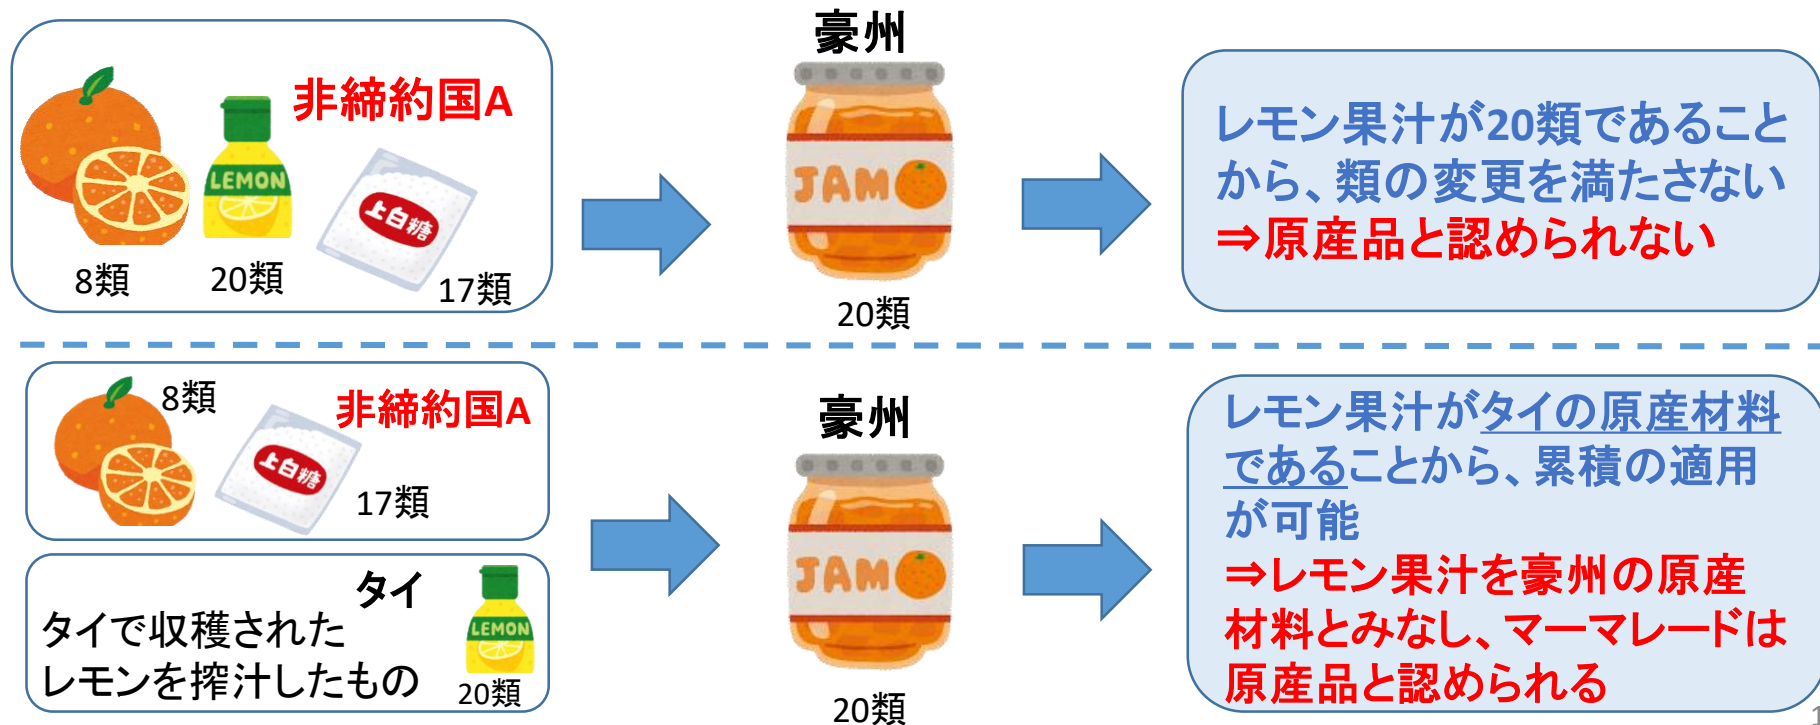 豪州
非締約国A
LEMON
上白糖
8類
20類
17類
JAM
20類
レモン果汁が20類であること
から、類の変更を満たさない
⇒原産品と認められない
8類
非締約国A
上白糖
17類
タイ
タイで収穫された
レモンを搾汁したもの
LEMON
20類
豪州
JAM
20類
レモン果汁がタイの原産材料
であることから、累積の適用
が可能
⇒レモン果汁を豪州の原産
材料とみなし、マーマレードは
原産品と認められる